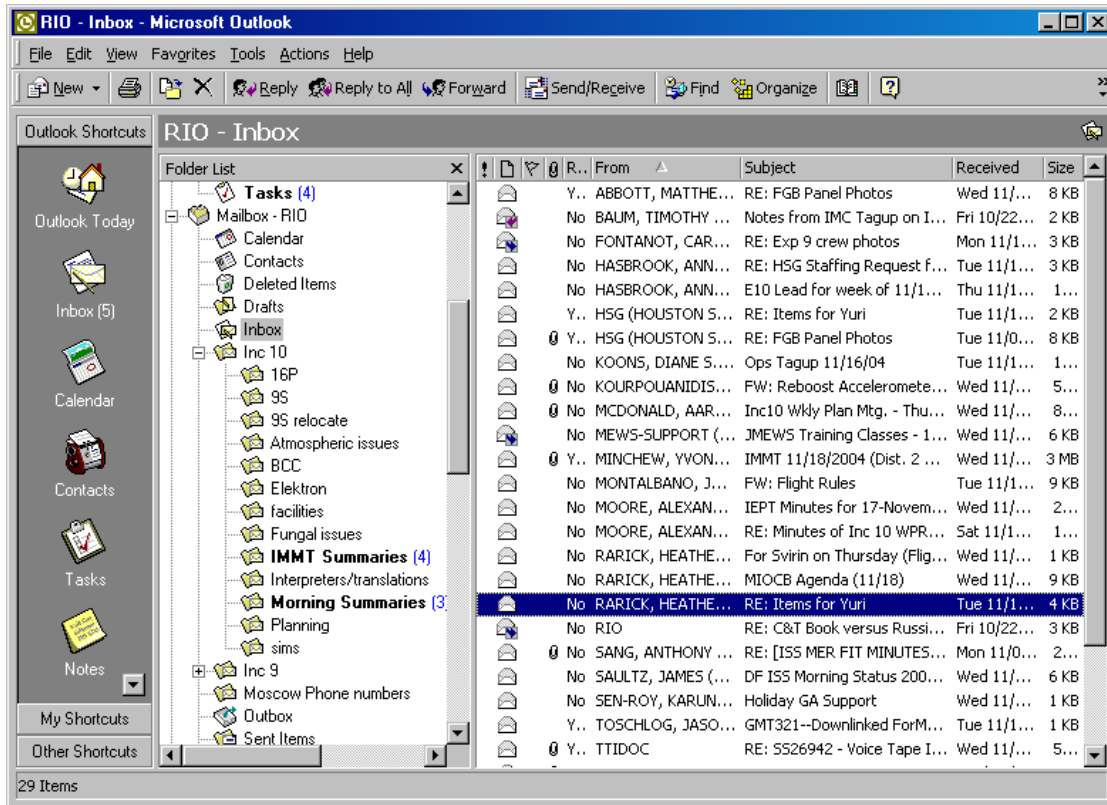 RIO - Inbox - Microsoft Outlook
File Edit View Favorites Tools Actions Help
New Reply Reply to All Forward Send/Receive Find Organize
Outlook Shortcuts
RIO - Inbox
Outlook Today
Inbox (5)
Calendar
Contacts
Tasks
Notes
My Shortcuts
Other Shortcuts
Folder List
Tasks (4)
Mailbox - RIO
Calendar
Contacts
Deleted Items
Drafts
Inbox
Inc 10
16P
9S
9S relocate
Atmospheric issues
BCC
Elektron
facilities
Fungal issues
IMMT Summaries (4)
Interpreters/translations
Morning Summaries (3
Planning
sims
Inc 9
Moscow Phone numbers
Outbox
Sent Items
! R.. From Subject Received Size
Y.. ABBOTT, MATTHE... RE: FGB Panel Photos Wed 11/... 8 KB
No BAUM, TIMOTHY ... Notes from IMC Tagup on I... Fri 10/22... 2 KB
No FONTANOT, CAR... RE: Exp 9 crew photos Mon 11/1... 3 KB
No HASBROOK, ANN... RE: HSG Staffing Request f... Tue 11/1... 3 KB
No HASBROOK, ANN... E10 Lead for week of 11/1... Thu 11/1... 1...
Y.. HSG (HOUSTON S... RE: Items for Yuri Tue 11/1... 2 KB
Y.. HSG (HOUSTON S... RE: FGB Panel Photos Tue 11/0... 8 KB
No KOONS, DIANE S.... Ops Tagup 11/16/04 Tue 11/1... 1...
No KOURPOUANIDIS... FW: Reboost Acceleromete... Wed 11/... 5...
No MCDONALD, AAR... Inc10 Wkly Plan Mtg. - Thu... Wed 11/... 8...
No MEWS-SUPPORT (... JMEWS Training Classes - 1... Wed 11/... 6 KB
Y.. MINCHEW, YVON... IMMT 11/18/2004 (Dist. 2 ... Wed 11/... 3 MB
No MONTALBANO, J... FW: Flight Rules Tue 11/1... 9 KB
No MOORE, ALEXAN... IEPT Minutes for 17-Novem... Wed 11/... 2...
No MOORE, ALEXAN... RE: Minutes of Inc 10 WPR... Sat 11/1... 1...
No RARICK, HEATHE... For Svirin on Thursday (Flig... Wed 11/... 1 KB
No RARICK, HEATHE... MIOCB Agenda (11/18) Wed 11/... 9 KB
No RARICK, HEATHE... RE: Items for Yuri Tue 11/1... 4 KB
No RIO RE: C&T Book versus Russi... Fri 10/22... 3 KB
No SANG, ANTHONY ... RE: [ISS MER FIT MINUTES... Mon 11/0... 2...
No SAULTZ, JAMES (... DF ISS Morning Status 200... Wed 11/... 6 KB
No SEN-ROY, KARUN... Holiday GA Support Wed 11/... 1 KB
Y.. TOSCHLOG, JASO... GMT321--Downlinked ForM... Tue 11/1... 1 KB
Y.. TTIDOC RE: SS26942 - Voice Tape I... Wed 11/... 5...
29 Items